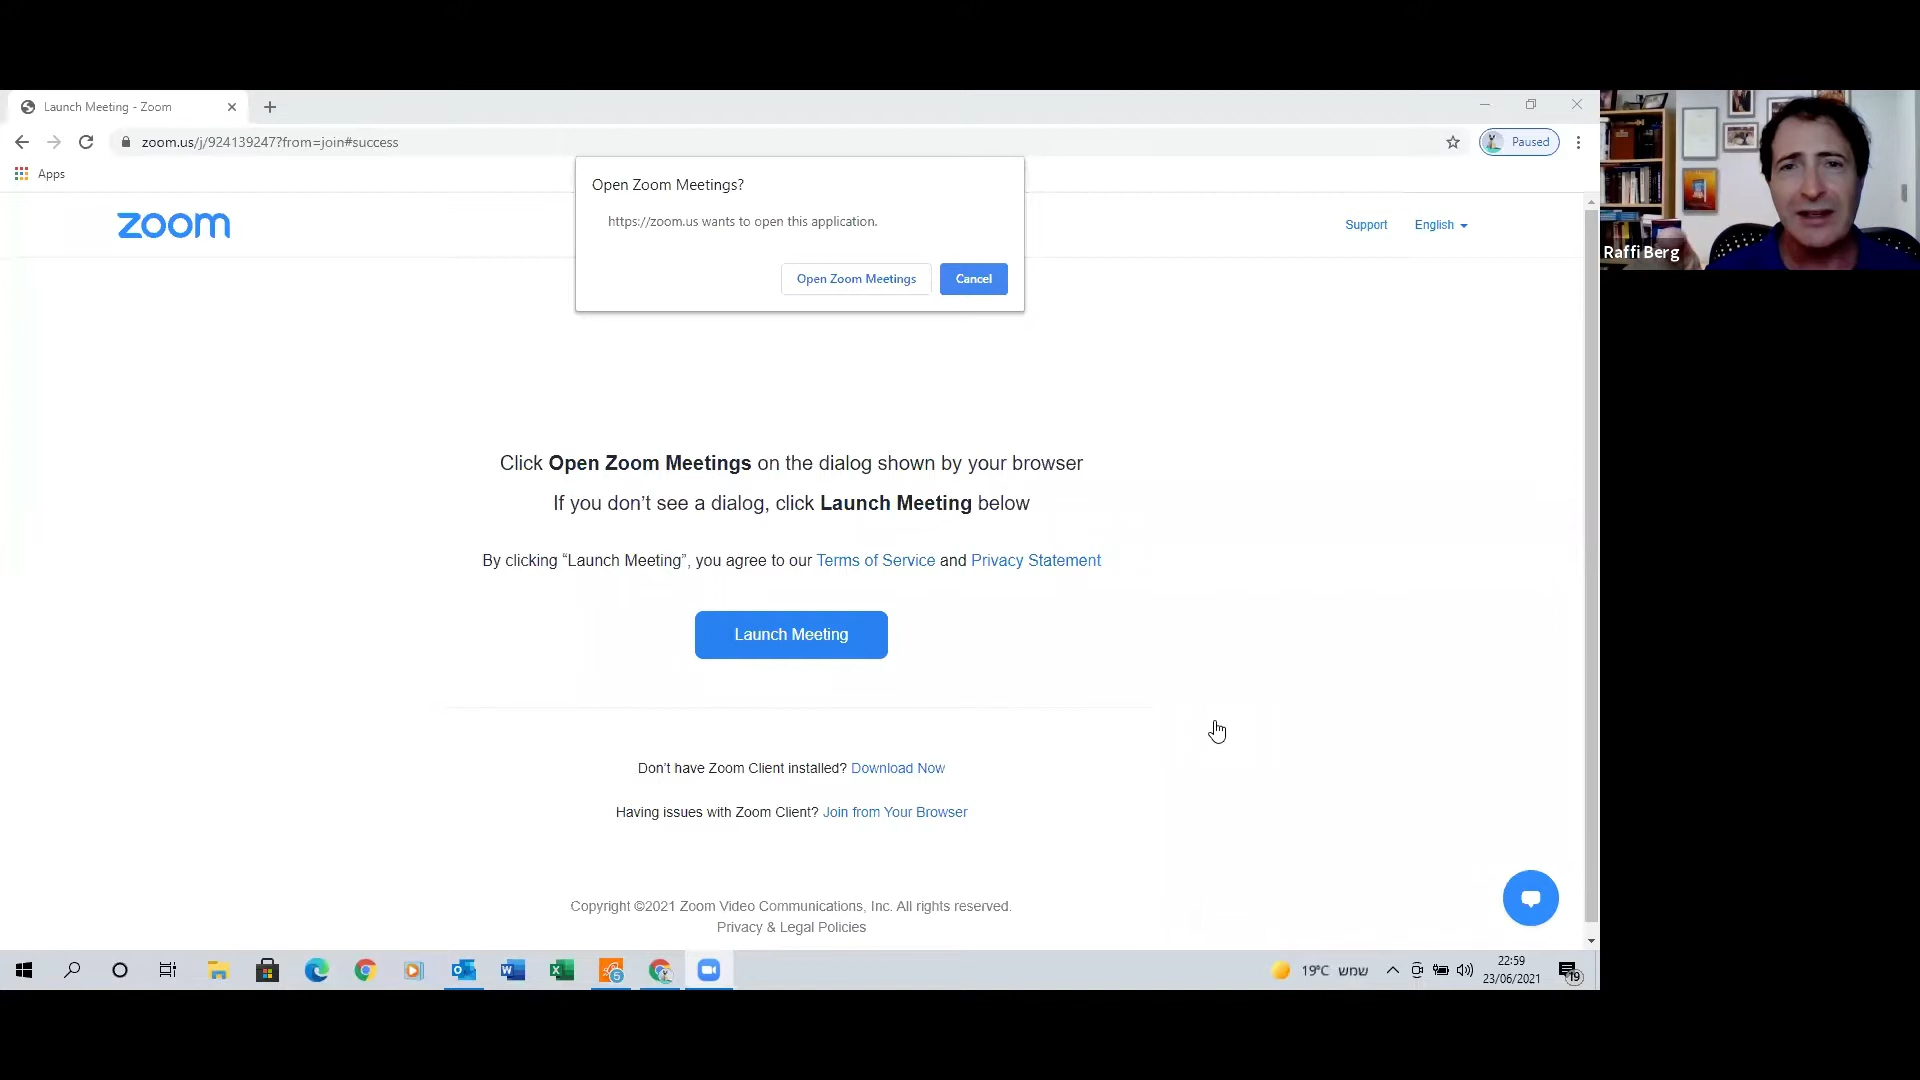 Launch Meeting - Zoom
zoom.us/j/924139247?from=join#success
Paused
Apps
Open Zoom Meetings?
https://zoom.us wants to open this application.
Open Zoom Meetings
Cancel
zoom
Support
English
Raffi Berg
Click Open Zoom Meetings on the dialog shown by your browser
If you don’t see a dialog, click Launch Meeting below
By clicking “Launch Meeting”, you agree to our Terms of Service and Privacy Statement
Launch Meeting
Don’t have Zoom Client installed? Download Now
Having issues with Zoom Client? Join from Your Browser
Copyright ©2021 Zoom Video Communications, Inc. All rights reserved.
Privacy & Legal Policies
5
19°C שמש
22:59
23/06/2021
19